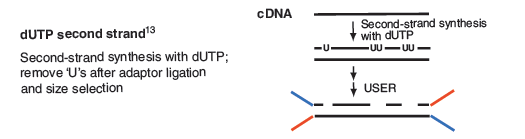 cDNA
dUTP second strand13
Second-strand synthesis with dUTP;
remove ‘U’s after adaptor ligation
and size selection
Second-strand synthesis
with dUTP
U UU UU
USER